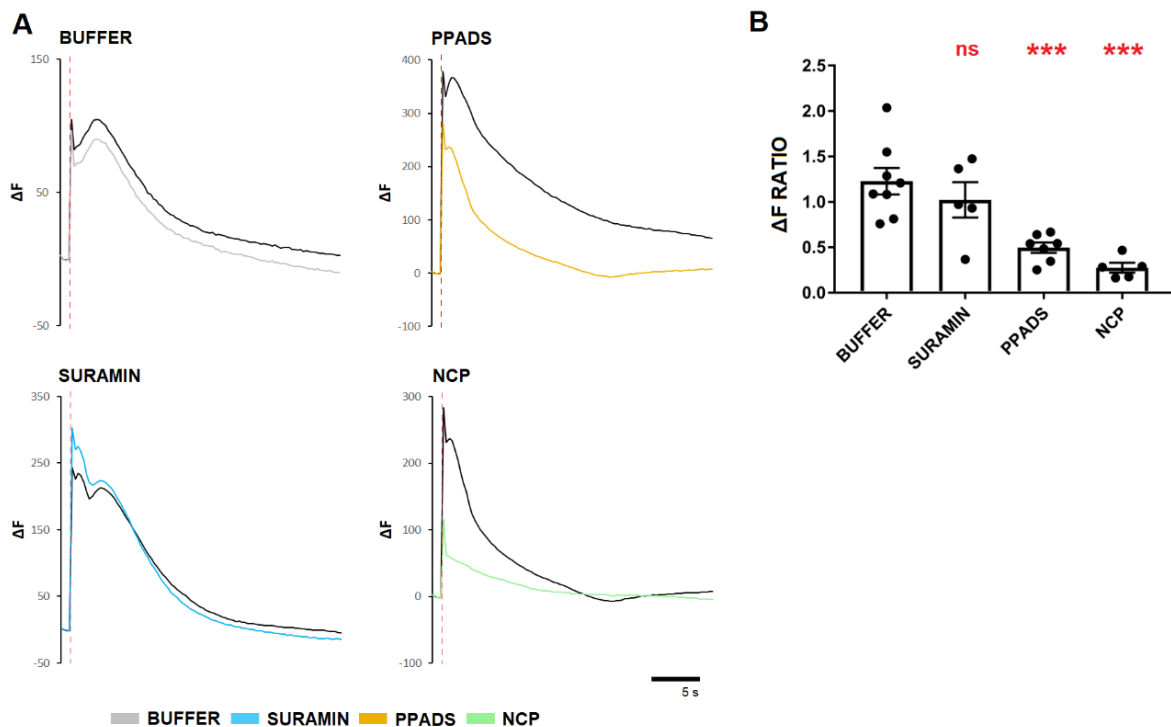 A
BUFFER
150
50
-50
ΔF
PPADS
400
300
200
100
0
-100
ΔF
SURAMIN
350
250
150
50
-50
ΔF
NCP
300
200
100
0
-100
ΔF
5 s
BUFFER SURAMIN PPADS NCP
B
ns *** ***
2.5
2.0
1.5
1.0
0.5
0.0
ΔF RATIO
BUFFER
SURAMIN
PPADS
NCP